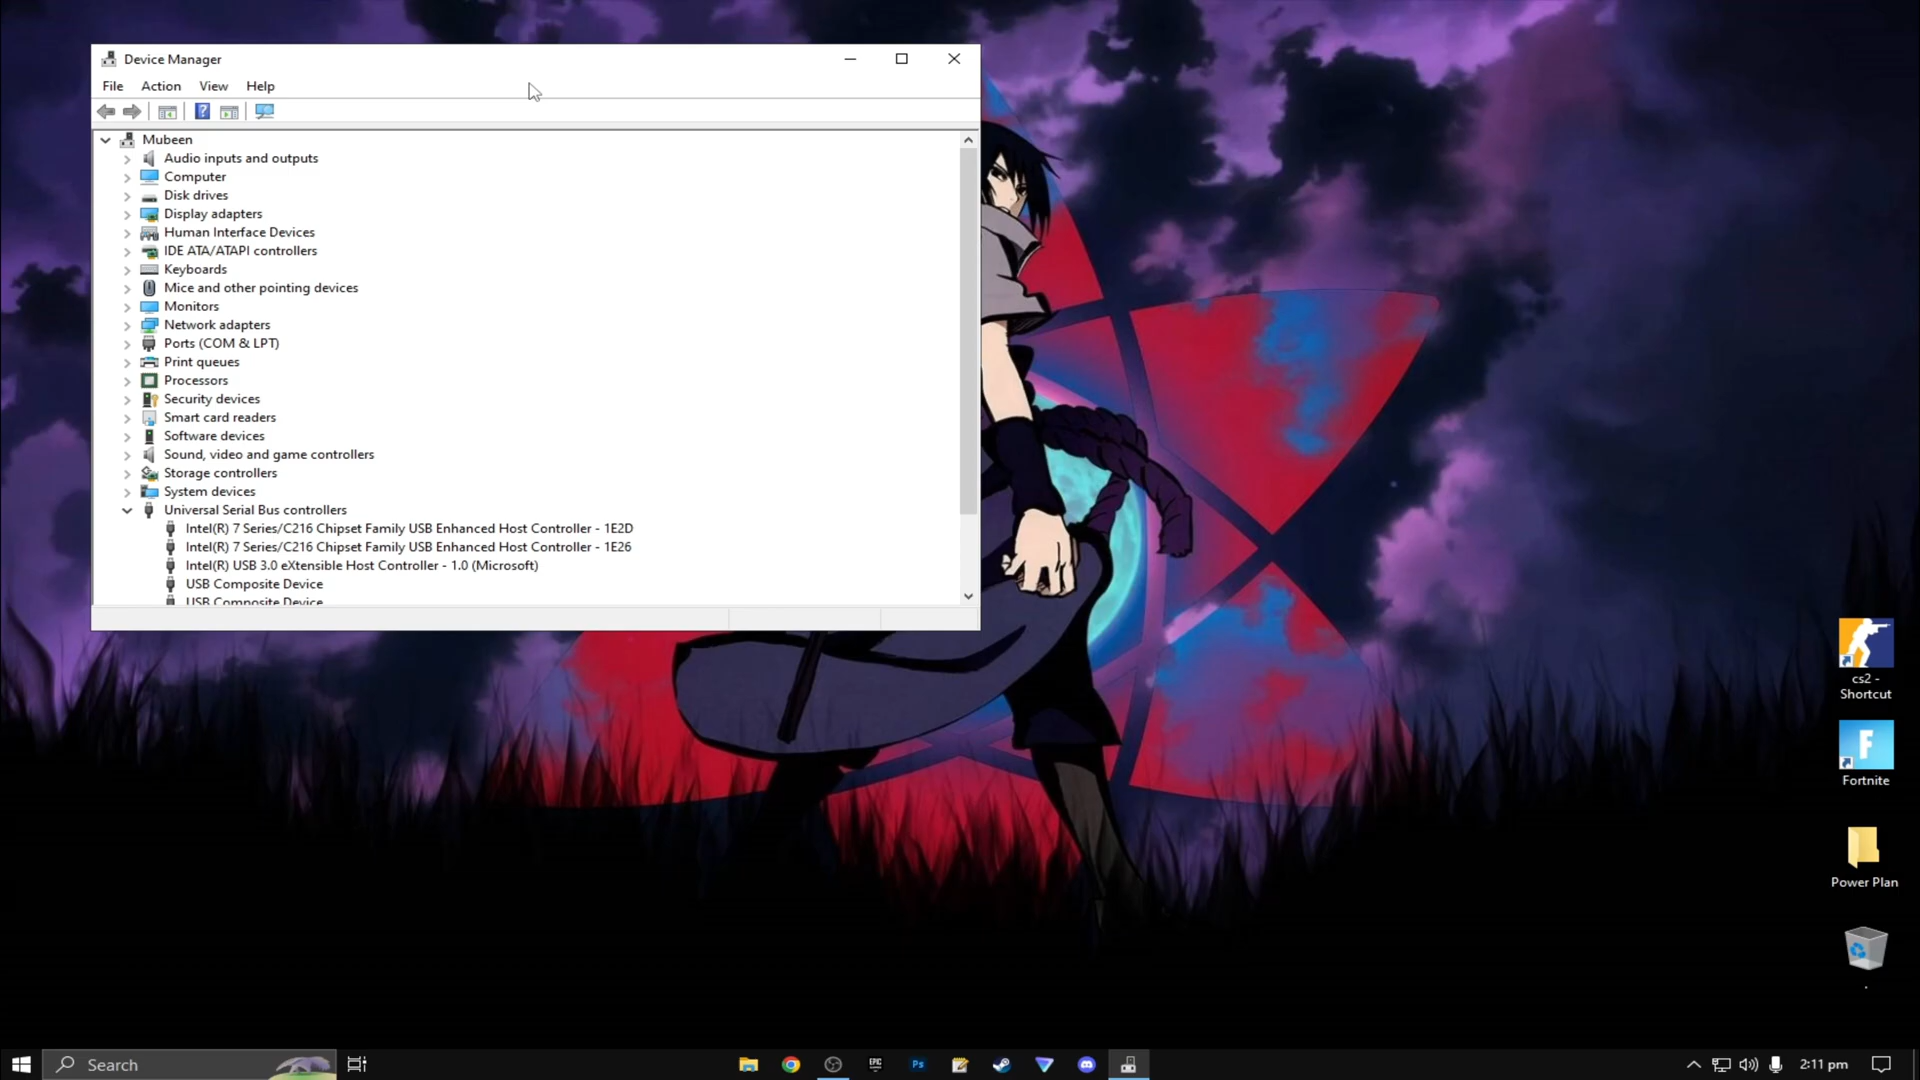 Device Manager
File Action View Help
Mubeen
Audio inputs and outputs
Computer
Disk drives
Display adapters
Human Interface Devices
IDE ATA/ATAPI controllers
Keyboards
Mice and other pointing devices
Monitors
Network adapters
Ports (COM & LPT)
Print queues
Processors
Security devices
Smart card readers
Software devices
Sound, video and game controllers
Storage controllers
System devices
Universal Serial Bus controllers
Intel(R) 7 Series/C216 Chipset Family USB Enhanced Host Controller - 1E2D
Intel(R) 7 Series/C216 Chipset Family USB Enhanced Host Controller - 1E26
Intel(R) USB 3.0 eXtensible Host Controller - 1.0 (Microsoft)
USB Composite Device
USB Composite Device
cs2 -
Shortcut
F
Fortnite
Power Plan
.
Search
EPIC
Ps
2:11 pm